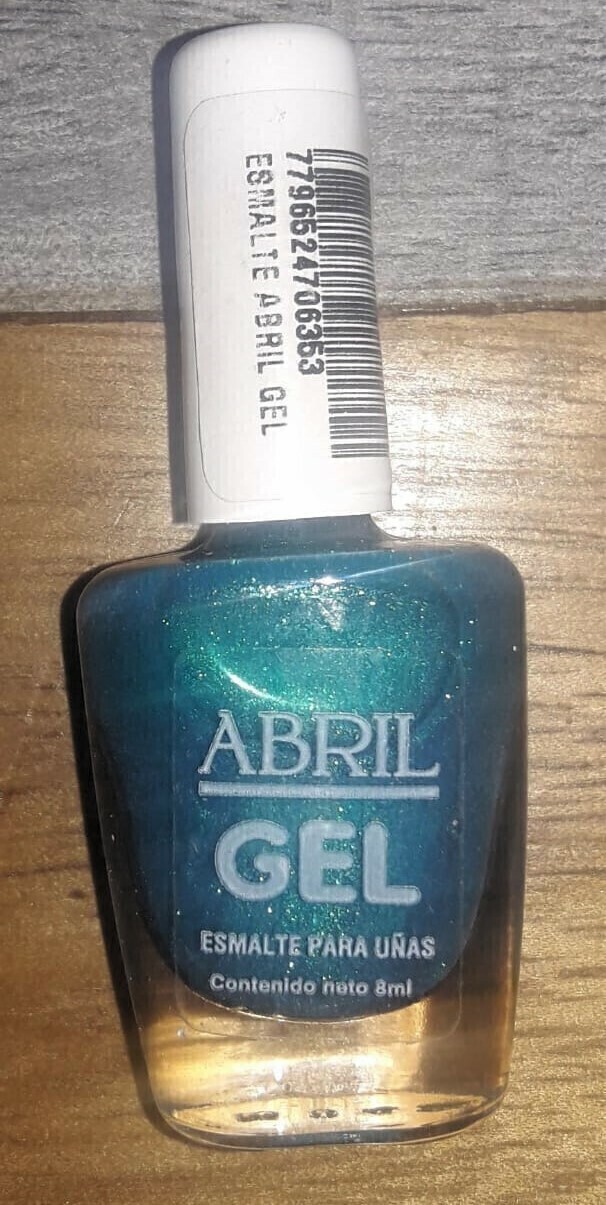 7796524706353
ESMALTE ABRIL GEL
ABRIL
GEL
ESMALTE PARA UÑAS
Contenido neto 8ml